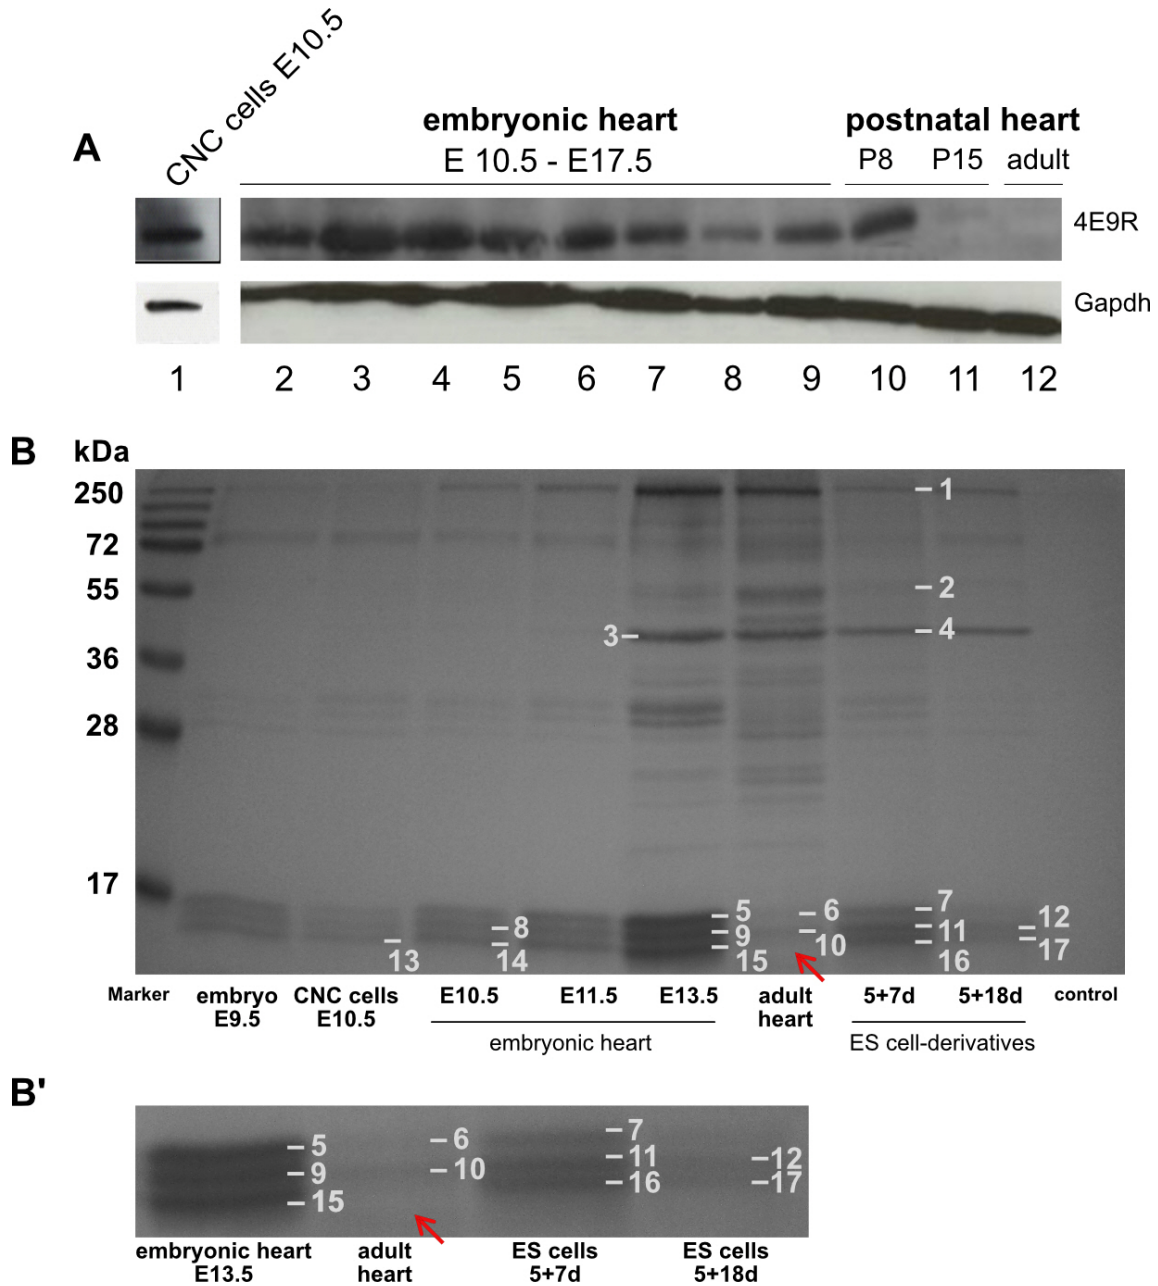 CNC cells E10.5
A
embryonic heart
E 10.5 - E17.5
postnatal heart
P8 P15 adult
4E9R
Gapdh
1 2 3 4 5 6 7 8 9 10 11 12
B
kDa
250
72
55
36
28
17
1
2
3
4
5
6
7
8
9
10
11
12
13
14
15
16
17
Marker
embryo
E9.5
CNC cells
E10.5
E10.5 E11.5 E13.5
embryonic heart
adult
heart
5+7d 5+18d
ES cell-derivatives
control
B'
5
9
15
6
10
7
11
16
12
17
embryonic heart
E13.5
adult
heart
ES cells
5+7d
ES cells
5+18d